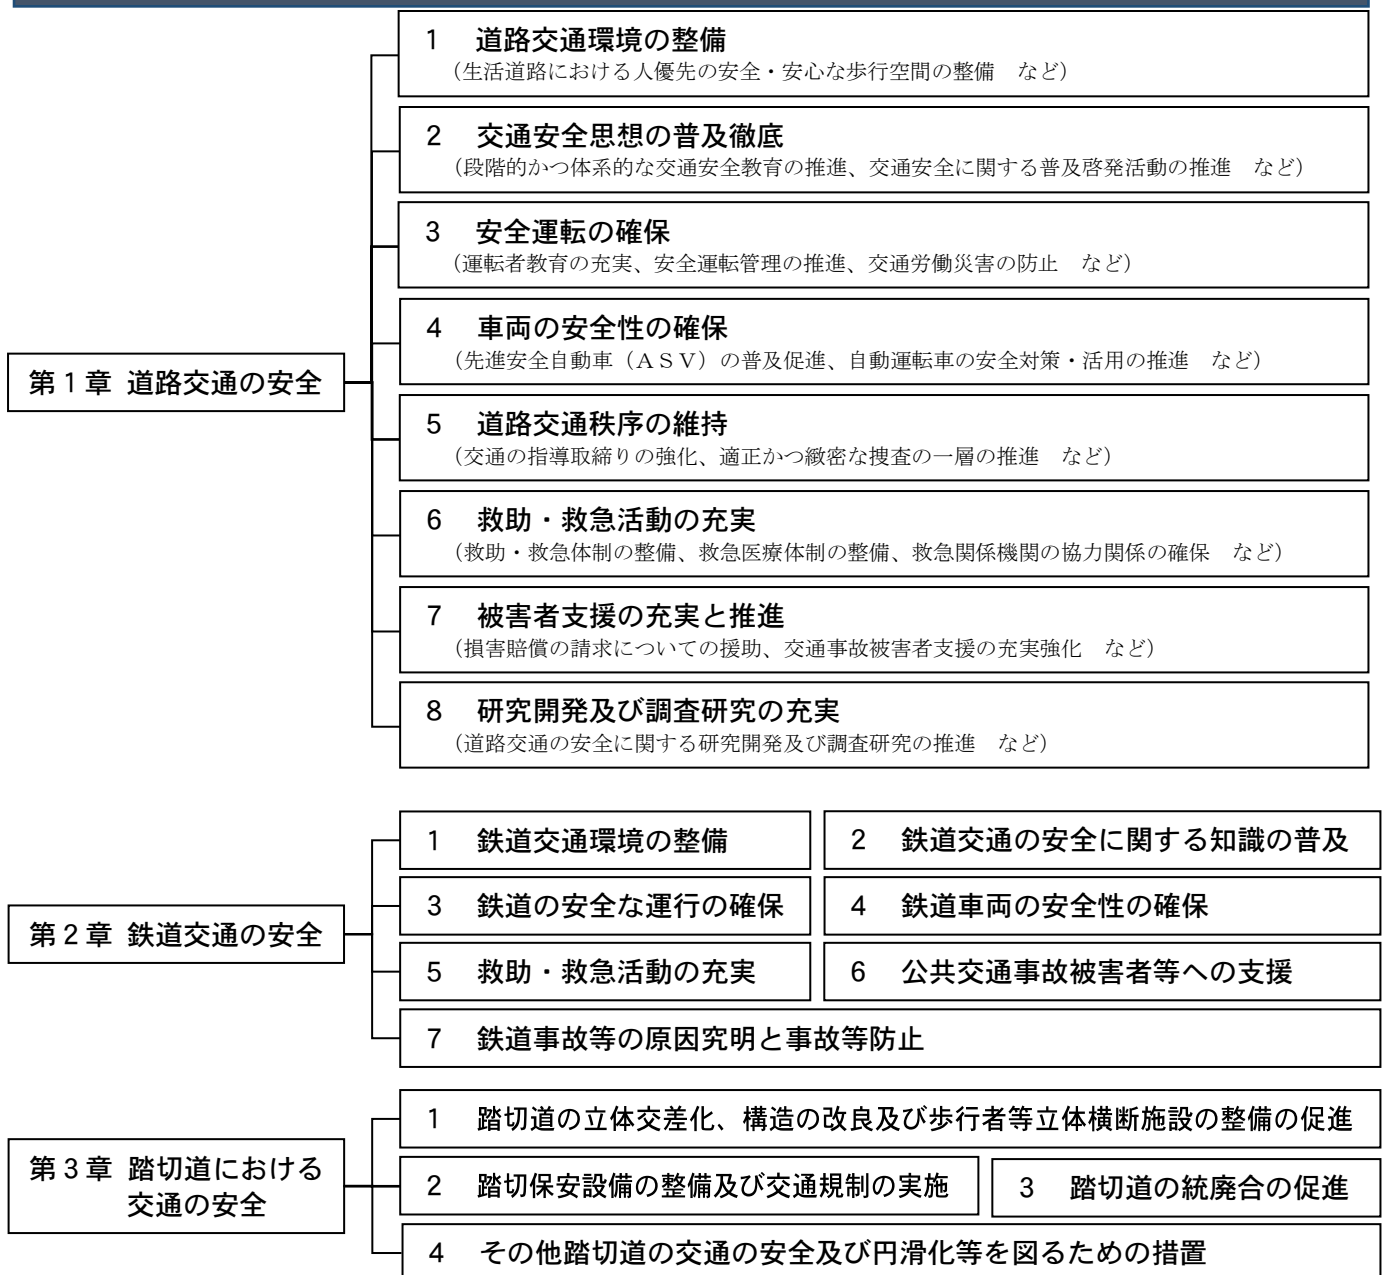 第1章 道路交通の安全
1 道路交通環境の整備
（生活道路における人優先の安全・安心な歩行空間の整備　など）
2 交通安全思想の普及徹底
（段階的かつ体系的な交通安全教育の推進、交通安全に関する普及啓発活動の推進　など）
3 安全運転の確保
（運転者教育の充実、安全運転管理の推進、交通労働災害の防止　など）
4 車両の安全性の確保
（先進安全自動車（ＡＳＶ）の普及促進、自動運転車の安全対策・活用の推進　など）
5 道路交通秩序の維持
（交通の指導取締りの強化、適正かつ緻密な捜査の一層の推進　など）
6 救助・救急活動の充実
（救助・救急体制の整備、救急医療体制の整備、救急関係機関の協力関係の確保　など）
7 被害者支援の充実と推進
（損害賠償の請求についての援助、交通事故被害者支援の充実強化　など）
8 研究開発及び調査研究の充実
（道路交通の安全に関する研究開発及び調査研究の推進　など）
第2章 鉄道交通の安全
1 鉄道交通環境の整備
2 鉄道交通の安全に関する知識の普及
3 鉄道の安全な運行の確保
4 鉄道車両の安全性の確保
5 救助・救急活動の充実
6 公共交通事故被害者等への支援
7 鉄道事故等の原因究明と事故等防止
第3章 踏切道における
交通の安全
1 踏切道の立体交差化、構造の改良及び歩行者等立体横断施設の整備の促進
2 踏切保安設備の整備及び交通規制の実施
3 踏切道の統廃合の促進
4 その他踏切道の交通の安全及び円滑化等を図るための措置